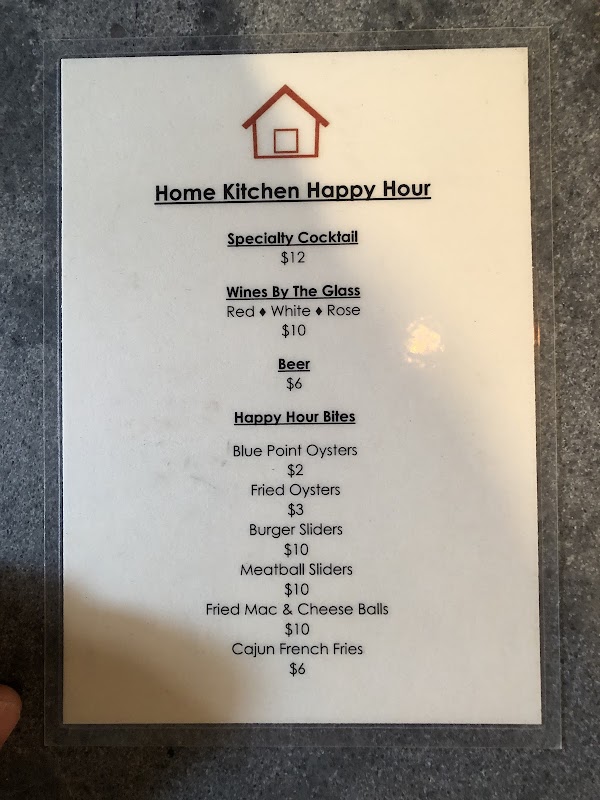 Home Kitchen Happy Hour
Specialty Cocktail
$12
Wines By The Glass
Red ♦ White ♦ Rose
$10
Beer
$6
Happy Hour Bites
Blue Point Oysters
$2
Fried Oysters
$3
Burger Sliders
$10
Meatball Sliders
$10
Fried Mac & Cheese Balls
$10
Cajun French Fries
$6